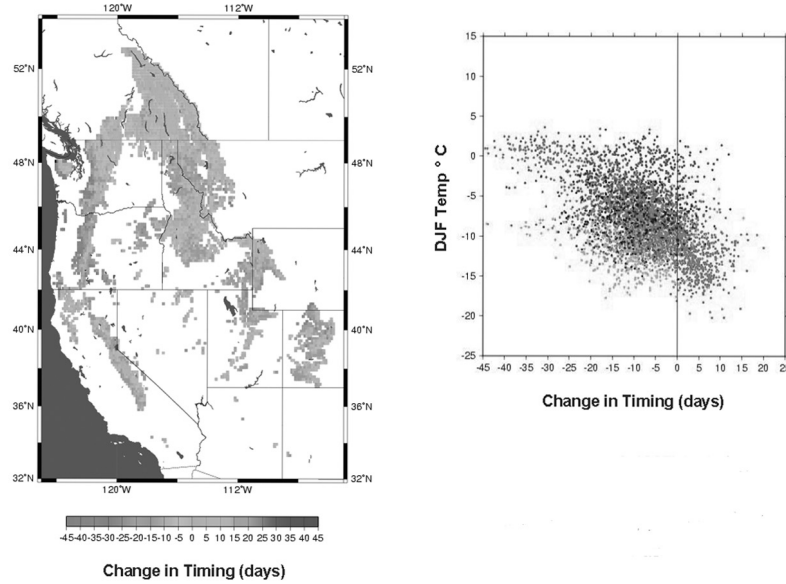 120°W 112°W
52°N 52°N
48°N 48°N
44°N 44°N
40°N 40°N
36°N 36°N
32°N 32°N
120°W 112°W
-45 -40 -35 -30 -25 -20 -15 -10 -5 0 5 10 15 20 25 30 35 40 45
Change in Timing (days)
15
10
5
0
-5
-10
-15
-20
-25
DJF Temp ° C
-45 -40 -35 -30 -25 -20 -15 -10 -5 0 5 10 15 20 25
Change in Timing (days)